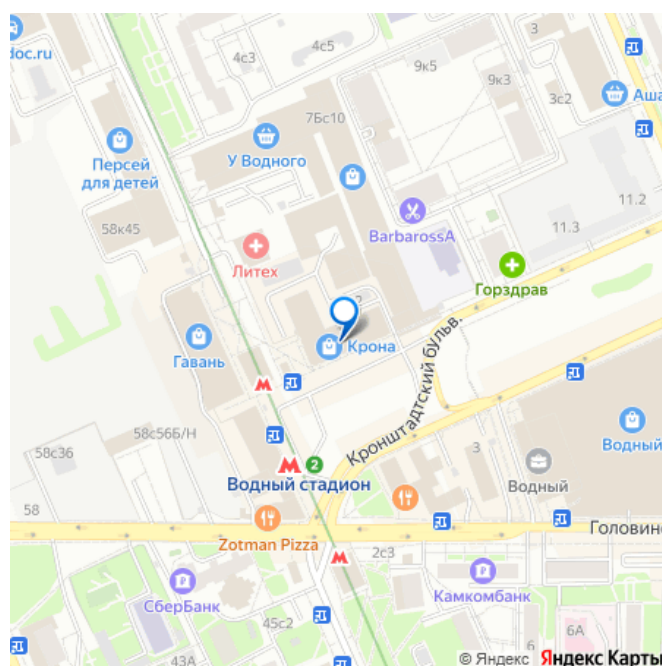 doc.ru
4с3
4с5
9к5
9к3
3с2
Аша
7Бс10
У Водного
Персей
для детей
11.2
58к45
BarbarossA
11.3
Литех
Горздрав
2
Крона
Гавань
Кронштадтский бульв.
58с56Б/Н
58с36
3
Водный
Водный
2
Водный стадион
58
Zotman Pizza
Головин
2с3
СберБанк
Камкомбанк
45с2
6
6А
43А
© Яндекс Яндекс Карты